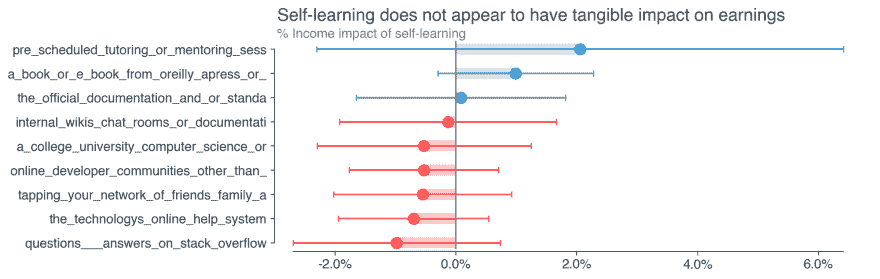 Self-learning does not appear to have tangible impact on earnings
% Income impact of self-learning
pre_scheduled_tutoring_or_mentoring_sess
a_book_or_e_book_from_oreilly_apress_or_
the_official_documentation_and_or_standa
internal_wikis_chat_rooms_or_documentati
a_college_university_computer_science_or
online_developer_communities_other_than_
tapping_your_network_of_friends_family_a
the_technologys_online_help_system
questions___answers_on_stack_overflow
-2.0% 0.0% 2.0% 4.0% 6.0%